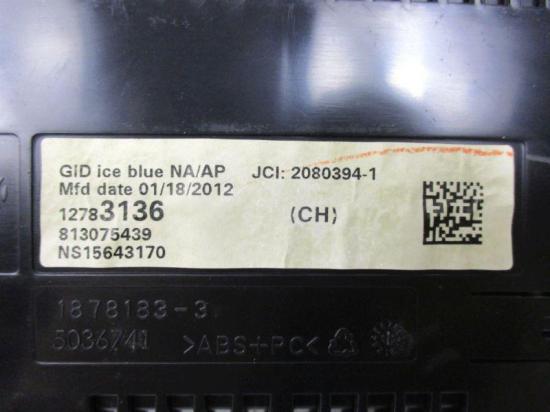 GID ice blue NA/AP JCI: 2080394-1
Mfd date 01/18/2012
12783136 (CH)
813075439
NS15643170
1878183-3
5036741 >ABS+PC<